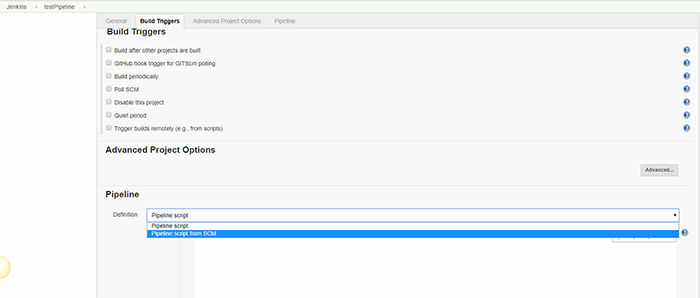 Jenkins › testPipeline ›
General Build Triggers Advanced Project Options Pipeline
Build Triggers
Build after other projects are built
GitHub hook trigger for GITScm polling
Build periodically
Poll SCM
Disable this project
Quiet period
Trigger builds remotely (e.g., from scripts)
Advanced Project Options
Advanced...
Pipeline
Definition Pipeline script
Pipeline script
Pipeline script from SCM